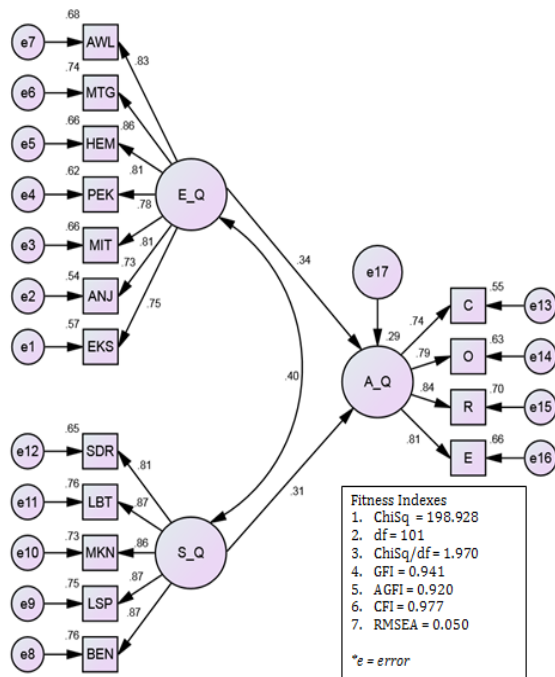 .68
e7 AWL
.83
.74
e6 MTG
.66 .86
e5 HEM
.81
.62
e4 PEK E_Q
.78
.66 .81
e3 MIT .34
.73
.54 e17
e2 ANJ .55
.75 C e13
.57 .74
e1 EKS .29 .63
.79 O e14
.40 A_Q
.84 .70
R e15
.65 .81 .66
e12 SDR E e16
.81
.31
.76
e11 LBT
.87
.73 .86
e10 MKN S_Q
.87
.75
e9 LSP
.87
.76
e8 BEN
Fitness Indexes
1. ChiSq = 198.928
2. df = 101
3. ChiSq/df = 1.970
4. GFI = 0.941
5. AGFI = 0.920
6. CFI = 0.977
7. RMSEA = 0.050
*e = error